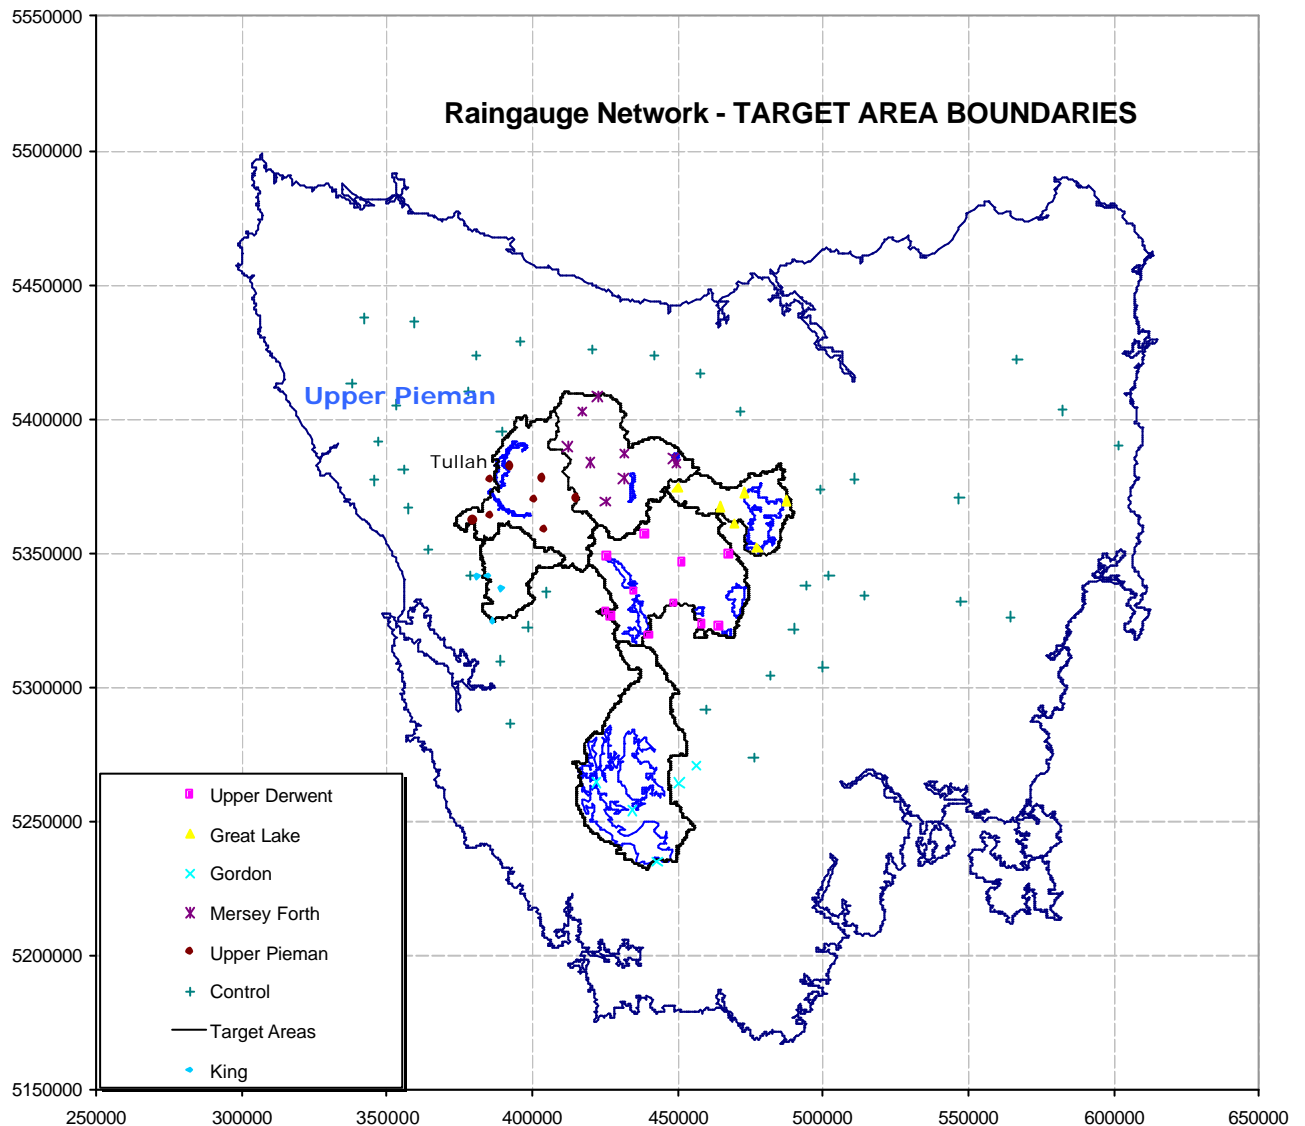 Raingauge Network - TARGET AREA BOUNDARIES
5550000
5500000
5450000
5400000
5350000
5300000
5250000
5200000
5150000
Upper Pieman
Tullah
Upper Derwent
Great Lake
Gordon
Mersey Forth
Upper Pieman
Control
Target Areas
King
250000 300000 350000 400000 450000 500000 550000 600000 650000